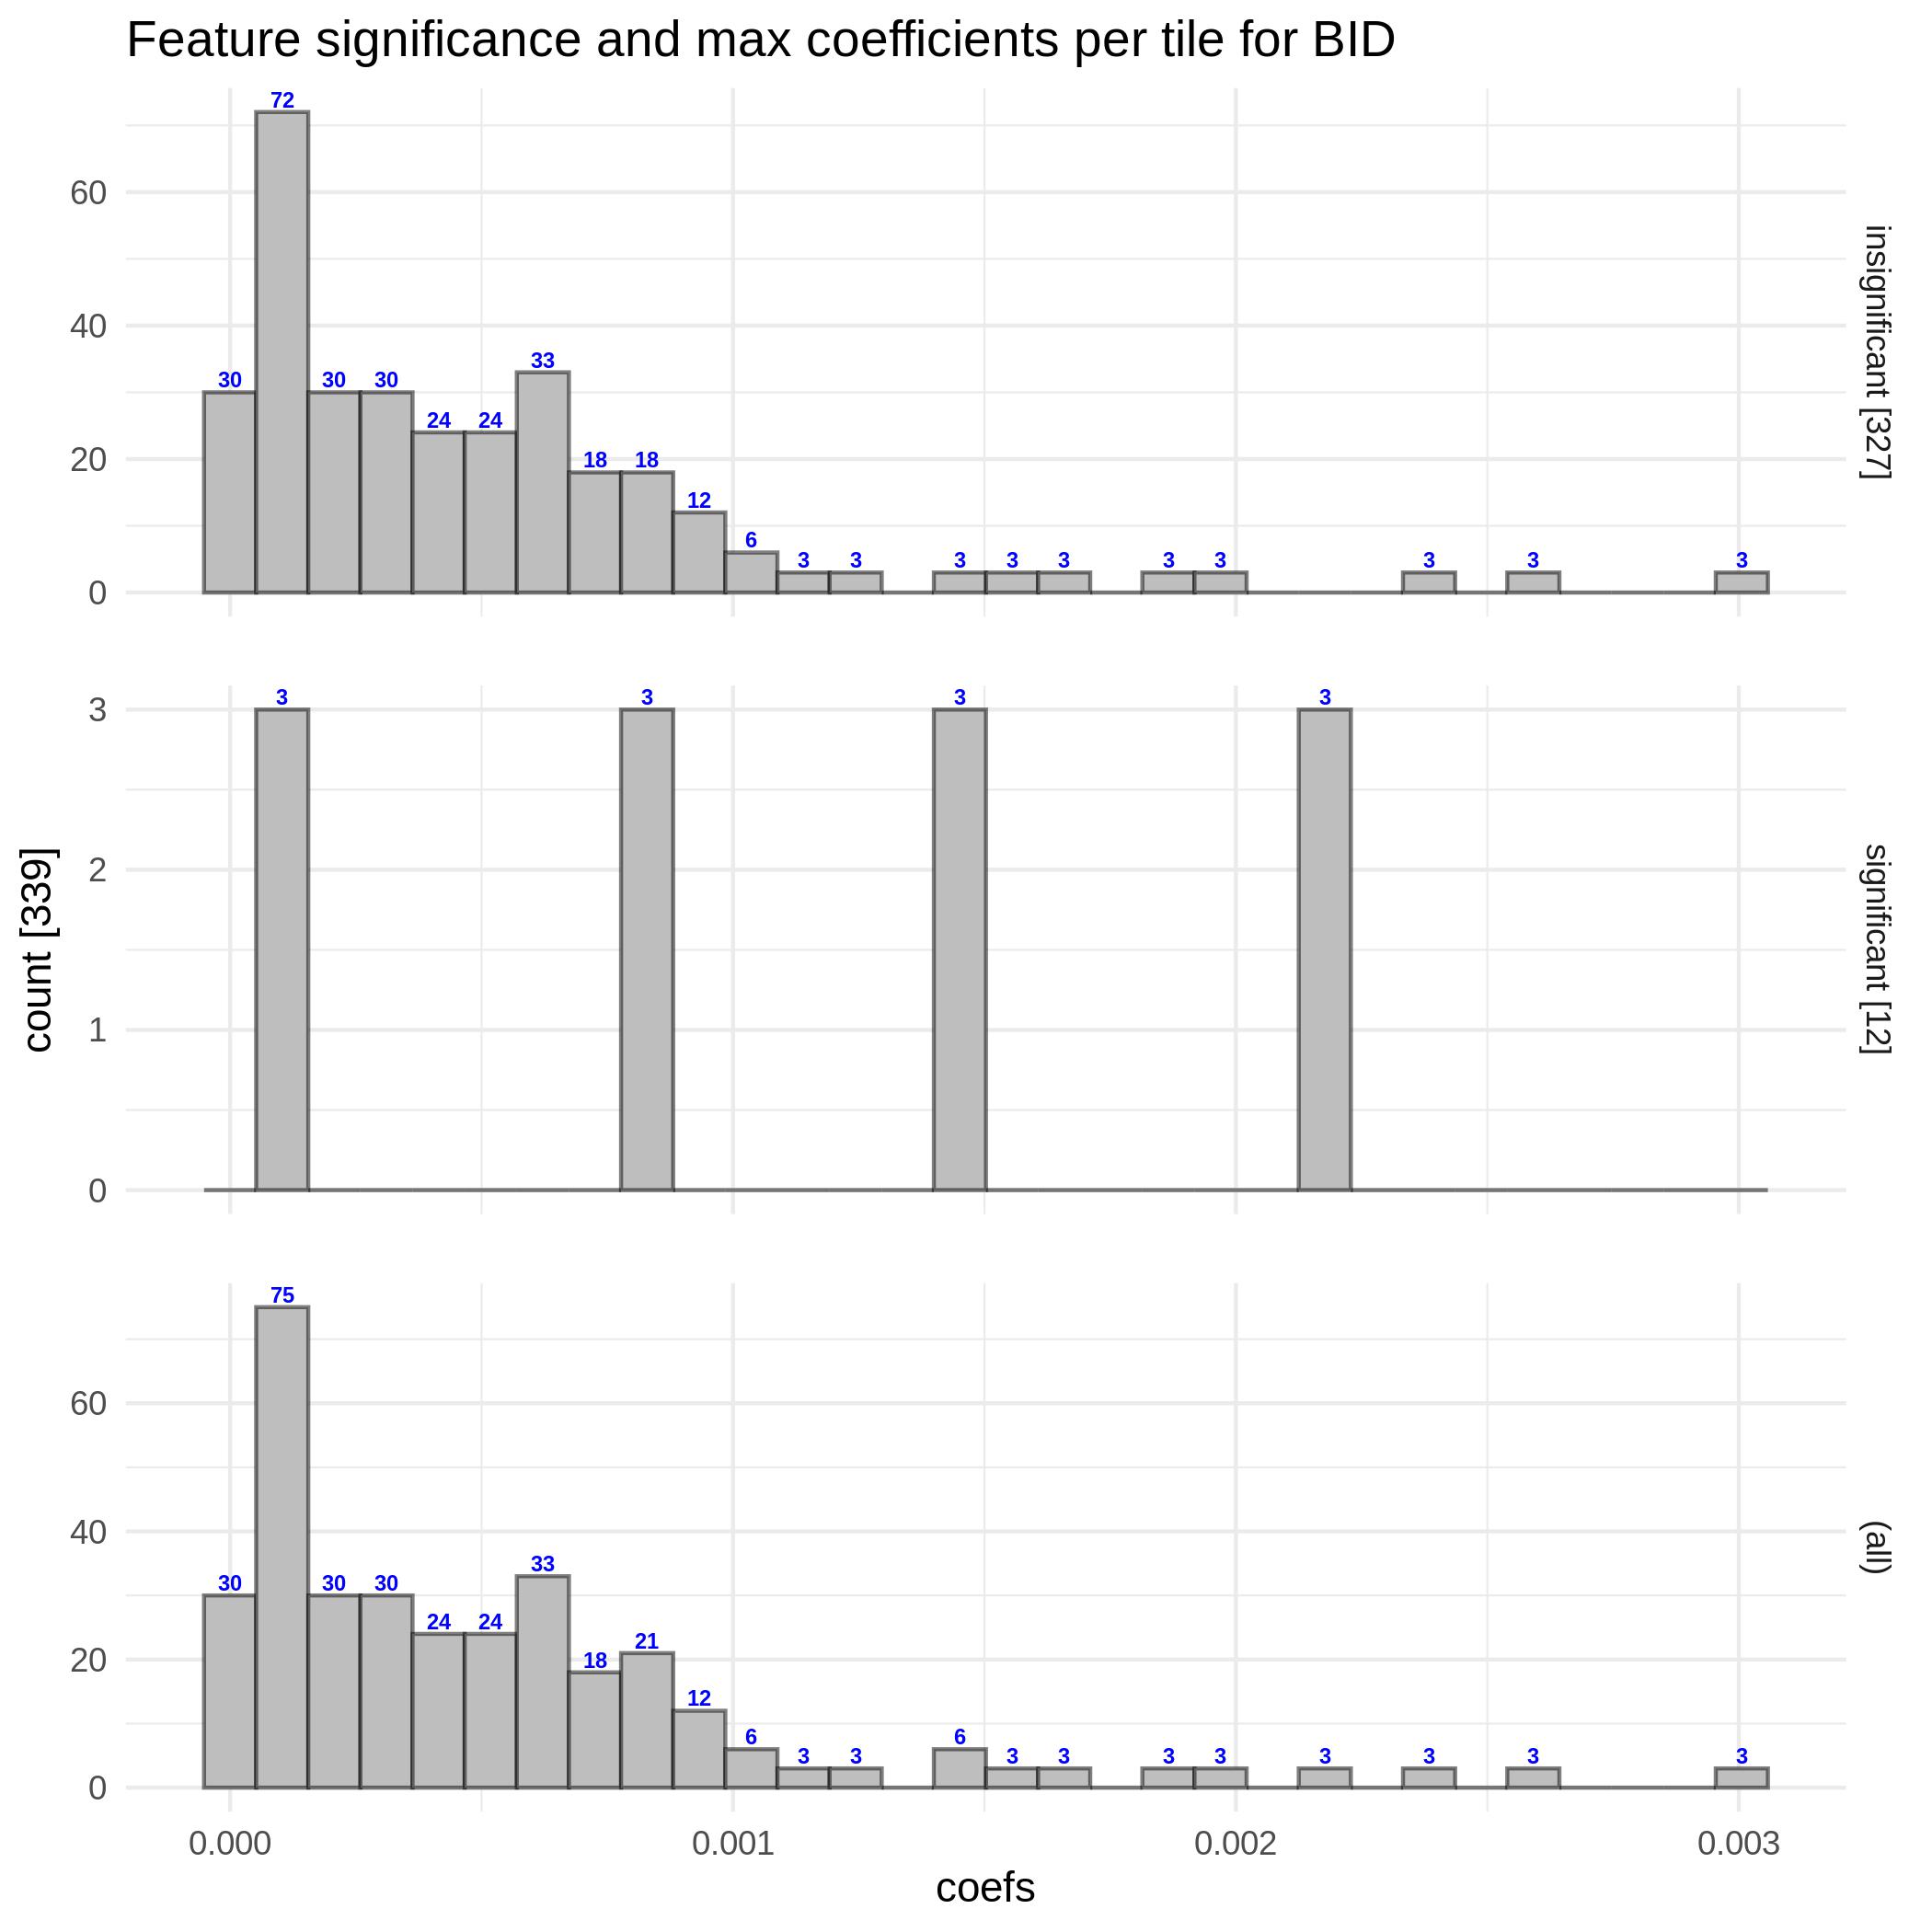 Feature significance and max coefficients per tile for BID
72
60
40
33
30 30 30
24 24
20
18 18
12
6
3 3 3 3 3 3 3 3 3 3
0
insignificant [327]
3 3 3 3
3
2
1
0
significant [12]
count [339]
75
60
40
33
30 30 30
24 24
21
20
18
12
6 6
3 3 3 3 3 3 3 3 3 3
0
(all)
0.000 0.001 0.002 0.003
coefs